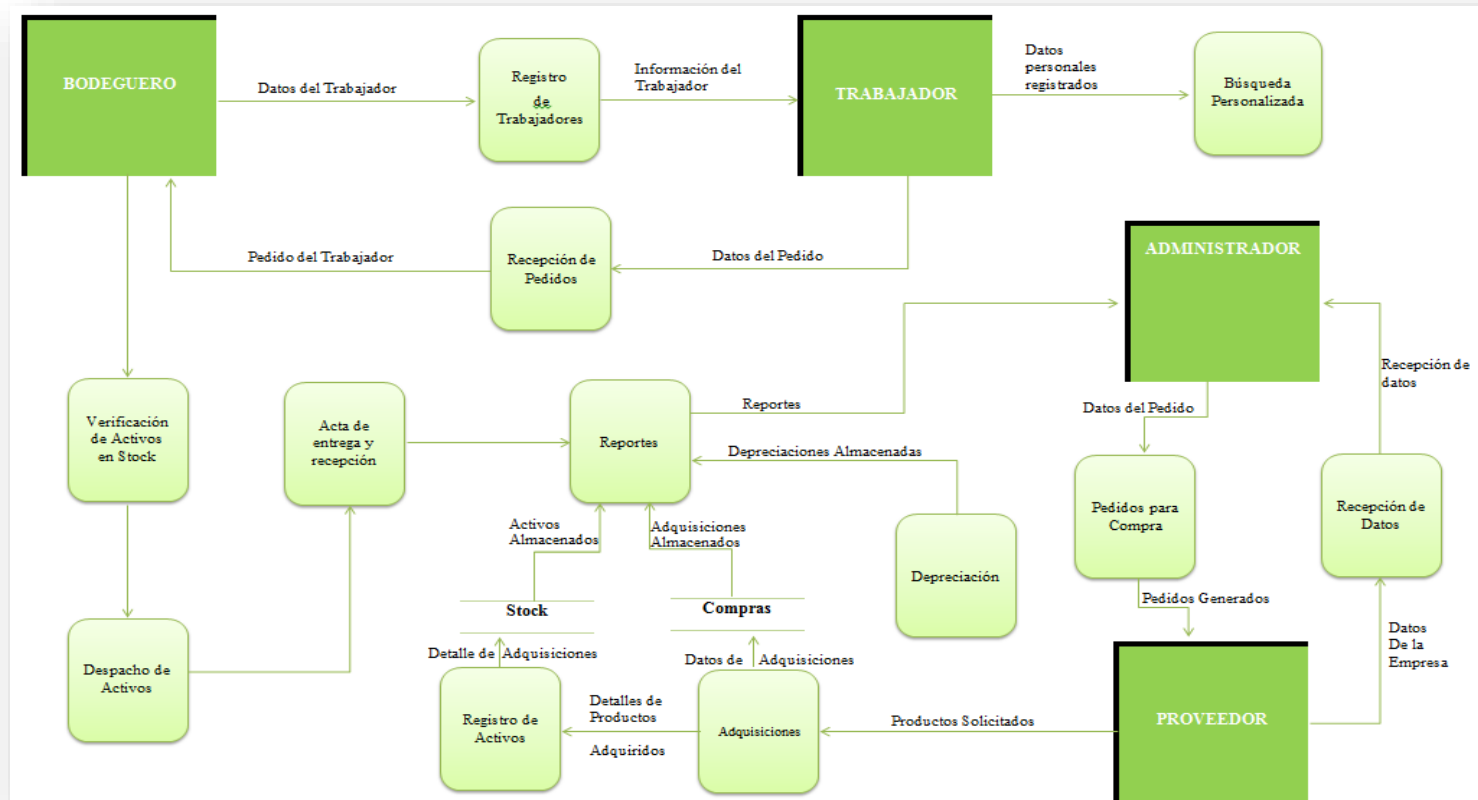 BODEGUERO
Datos del Trabajador
Registro
de
Trabajadores
Información del
Trabajador
TRABAJADOR
Datos
personales
registrados
Búsqueda
Personalizada
Pedido del Trabajador
Recepción de
Pedidos
Datos del Pedido
ADMINISTRADOR
Verificación
de Activos
en Stock
Acta de
entrega y
recepción
Reportes
Reportes
Depreciaciones Almacenadas
Datos del Pedido
Recepción de
datos
Pedidos para
Compra
Recepción de
Datos
Activos
Almacenados
Adquisiciones
Almacenados
Depreciación
Stock
Compras
Pedidos Generados
Datos
De la
Empresa
Despacho de
Activos
Detalle de Adquisiciones
Datos de Adquisiciones
Registro de
Activos
Detalles de
Productos
Adquiridos
Adquisiciones
Productos Solicitados
PROVEEDOR